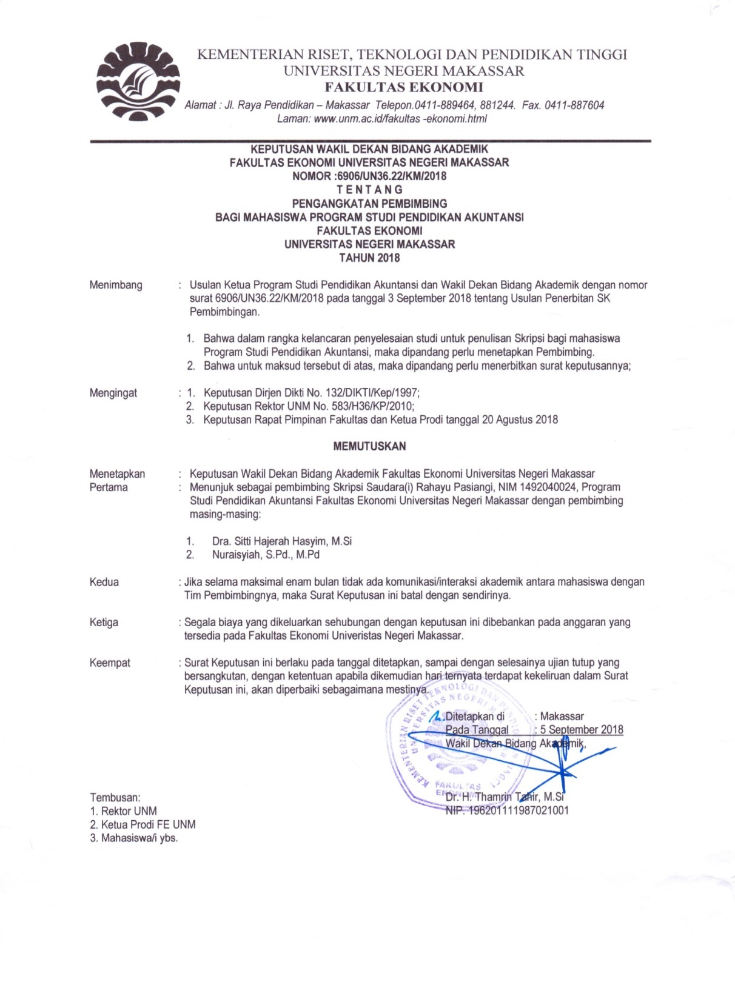 KEMENTERIAN RISET, TEKNOLOGI DAN PENDIDIKAN TINGGI
UNIVERSITAS NEGERI MAKASSAR
FAKULTAS EKONOMI
Alamat : Jl. Raya Pendidikan – Makassar Telepon.0411-889464, 881244. Fax. 0411-887604
Laman: www.unm.ac.id/fakultas -ekonomi.html
KEPUTUSAN WAKIL DEKAN BIDANG AKADEMIK
FAKULTAS EKONOMI UNIVERSITAS NEGERI MAKASSAR
NOMOR :6906/UN36.22/KM/2018
T E N T A N G
PENGANGKATAN PEMBIMBING
BAGI MAHASISWA PROGRAM STUDI PENDIDIKAN AKUNTANSI
FAKULTAS EKONOMI
UNIVERSITAS NEGERI MAKASSAR
TAHUN 2018
Menimbang : Usulan Ketua Program Studi Pendidikan Akuntansi dan Wakil Dekan Bidang Akademik dengan nomor
surat 6906/UN36.22/KM/2018 pada tanggal 3 September 2018 tentang Usulan Penerbitan SK
Pembimbingan.
1. Bahwa dalam rangka kelancaran penyelesaian studi untuk penulisan Skripsi bagi mahasiswa
Program Studi Pendidikan Akuntansi, maka dipandang perlu menetapkan Pembimbing.
2. Bahwa untuk maksud tersebut di atas, maka dipandang perlu menerbitkan surat keputusannya;
Mengingat : 1. Keputusan Dirjen Dikti No. 132/DIKTI/Kep/1997;
2. Keputusan Rektor UNM No. 583/H36/KP/2010;
3. Keputusan Rapat Pimpinan Fakultas dan Ketua Prodi tanggal 20 Agustus 2018
MEMUTUSKAN
Menetapkan : Keputusan Wakil Dekan Bidang Akademik Fakultas Ekonomi Universitas Negeri Makassar
Pertama : Menunjuk sebagai pembimbing Skripsi Saudara(i) Rahayu Pasiangi, NIM 1492040024, Program
Studi Pendidikan Akuntansi Fakultas Ekonomi Universitas Negeri Makassar dengan pembimbing
masing-masing:
1. Dra. Sitti Hajerah Hasyim, M.Si
2. Nuraisyiah, S.Pd., M.Pd
Kedua : Jika selama maksimal enam bulan tidak ada komunikasi/interaksi akademik antara mahasiswa dengan
Tim Pembimbingnya, maka Surat Keputusan ini batal dengan sendirinya.
Ketiga : Segala biaya yang dikeluarkan sehubungan dengan keputusan ini dibebankan pada anggaran yang
tersedia pada Fakultas Ekonomi Univeristas Negeri Makassar.
Keempat : Surat Keputusan ini berlaku pada tanggal ditetapkan, sampai dengan selesainya ujian tutup yang
bersangkutan, dengan ketentuan apabila dikemudian hari ternyata terdapat kekeliruan dalam Surat
Keputusan ini, akan diperbaiki sebagaimana mestinya.
Ditetapkan di : Makassar
Pada Tanggal : 5 September 2018
Wakil Dekan Bidang Akademik,
KEMENTERIAN RISET TEKNOLOGI DAN
UNIVERSITAS NEGERI
FAKULTAS
EKONOMI
Dr. H. Thamrin Tahir, M.Si
NIP. 196201111987021001
Tembusan:
1. Rektor UNM
2. Ketua Prodi FE UNM
3. Mahasiswa/i ybs.